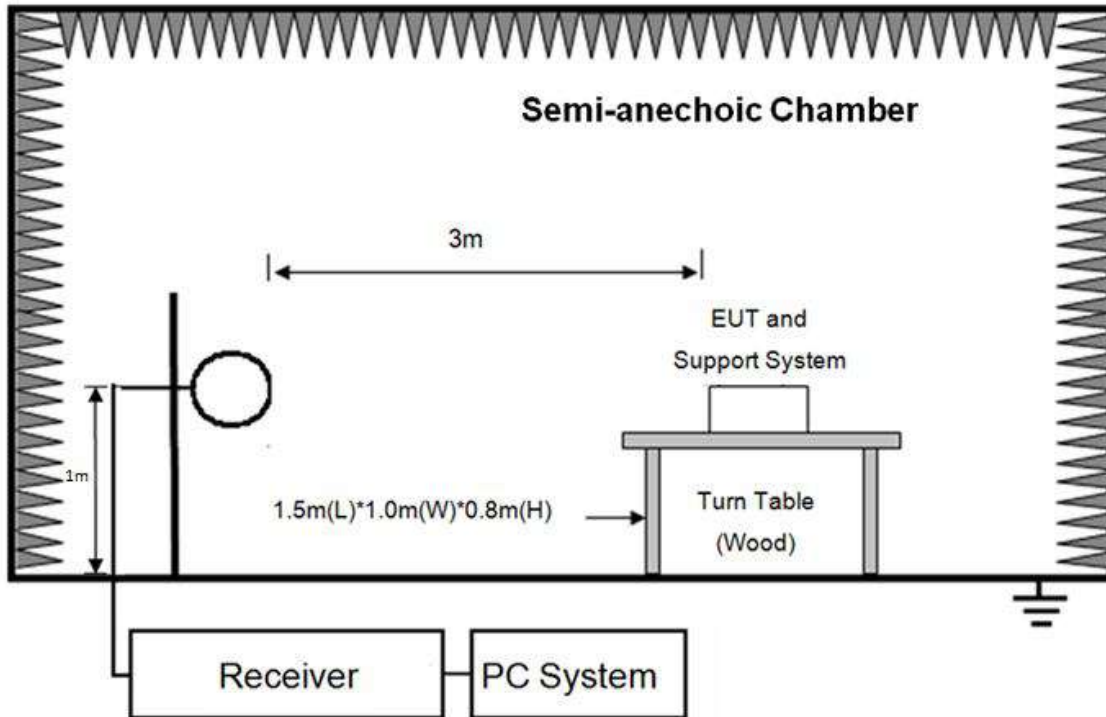 Semi-anechoic Chamber
3m
EUT and
Support System
1m
1.5m(L)*1.0m(W)*0.8m(H)
Turn Table
(Wood)
Receiver
PC System